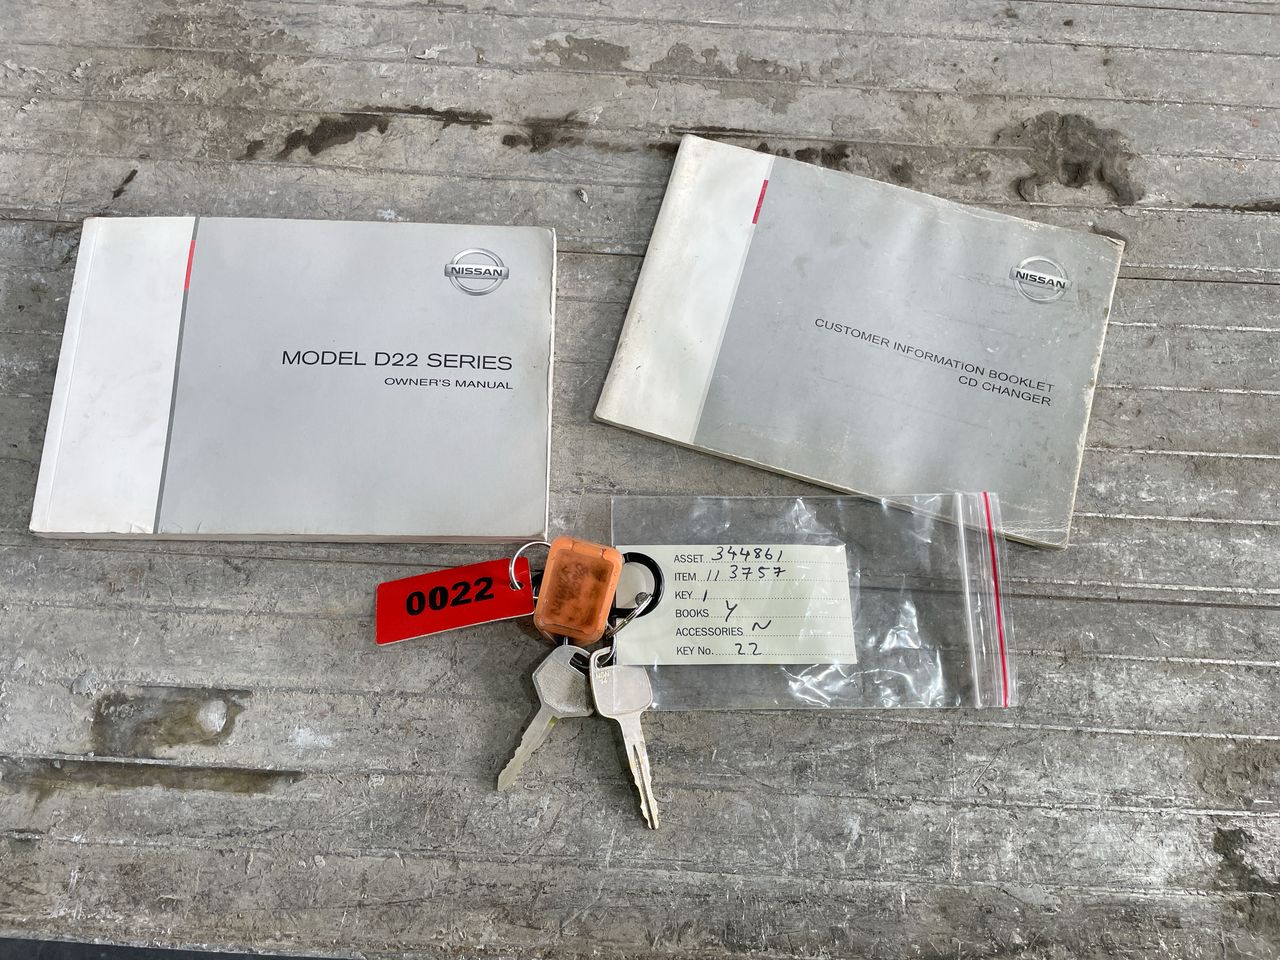 NISSAN
MODEL D22 SERIES
OWNER'S MANUAL
NISSAN
CUSTOMER INFORMATION BOOKLET
CD CHANGER
0022
ASSET 344861
ITEM 113757
KEY 1
BOOKS Y
ACCESSORIES N
KEY No. 22